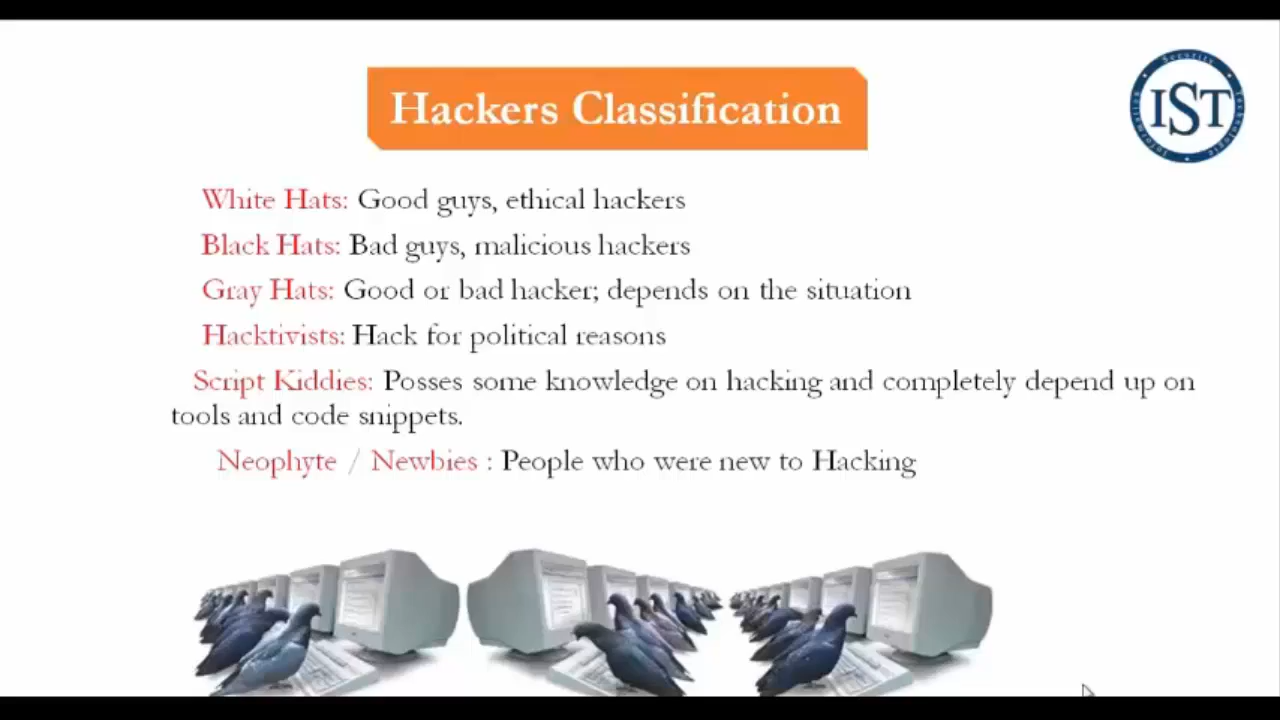 Hackers Classification
IST
White Hats: Good guys, ethical hackers
Black Hats: Bad guys, malicious hackers
Gray Hats: Good or bad hacker; depends on the situation
Hacktivists: Hack for political reasons
Script Kiddies: Posses some knowledge on hacking and completely depend up on
tools and code snippets.
Neophyte / Newbies : People who were new to Hacking